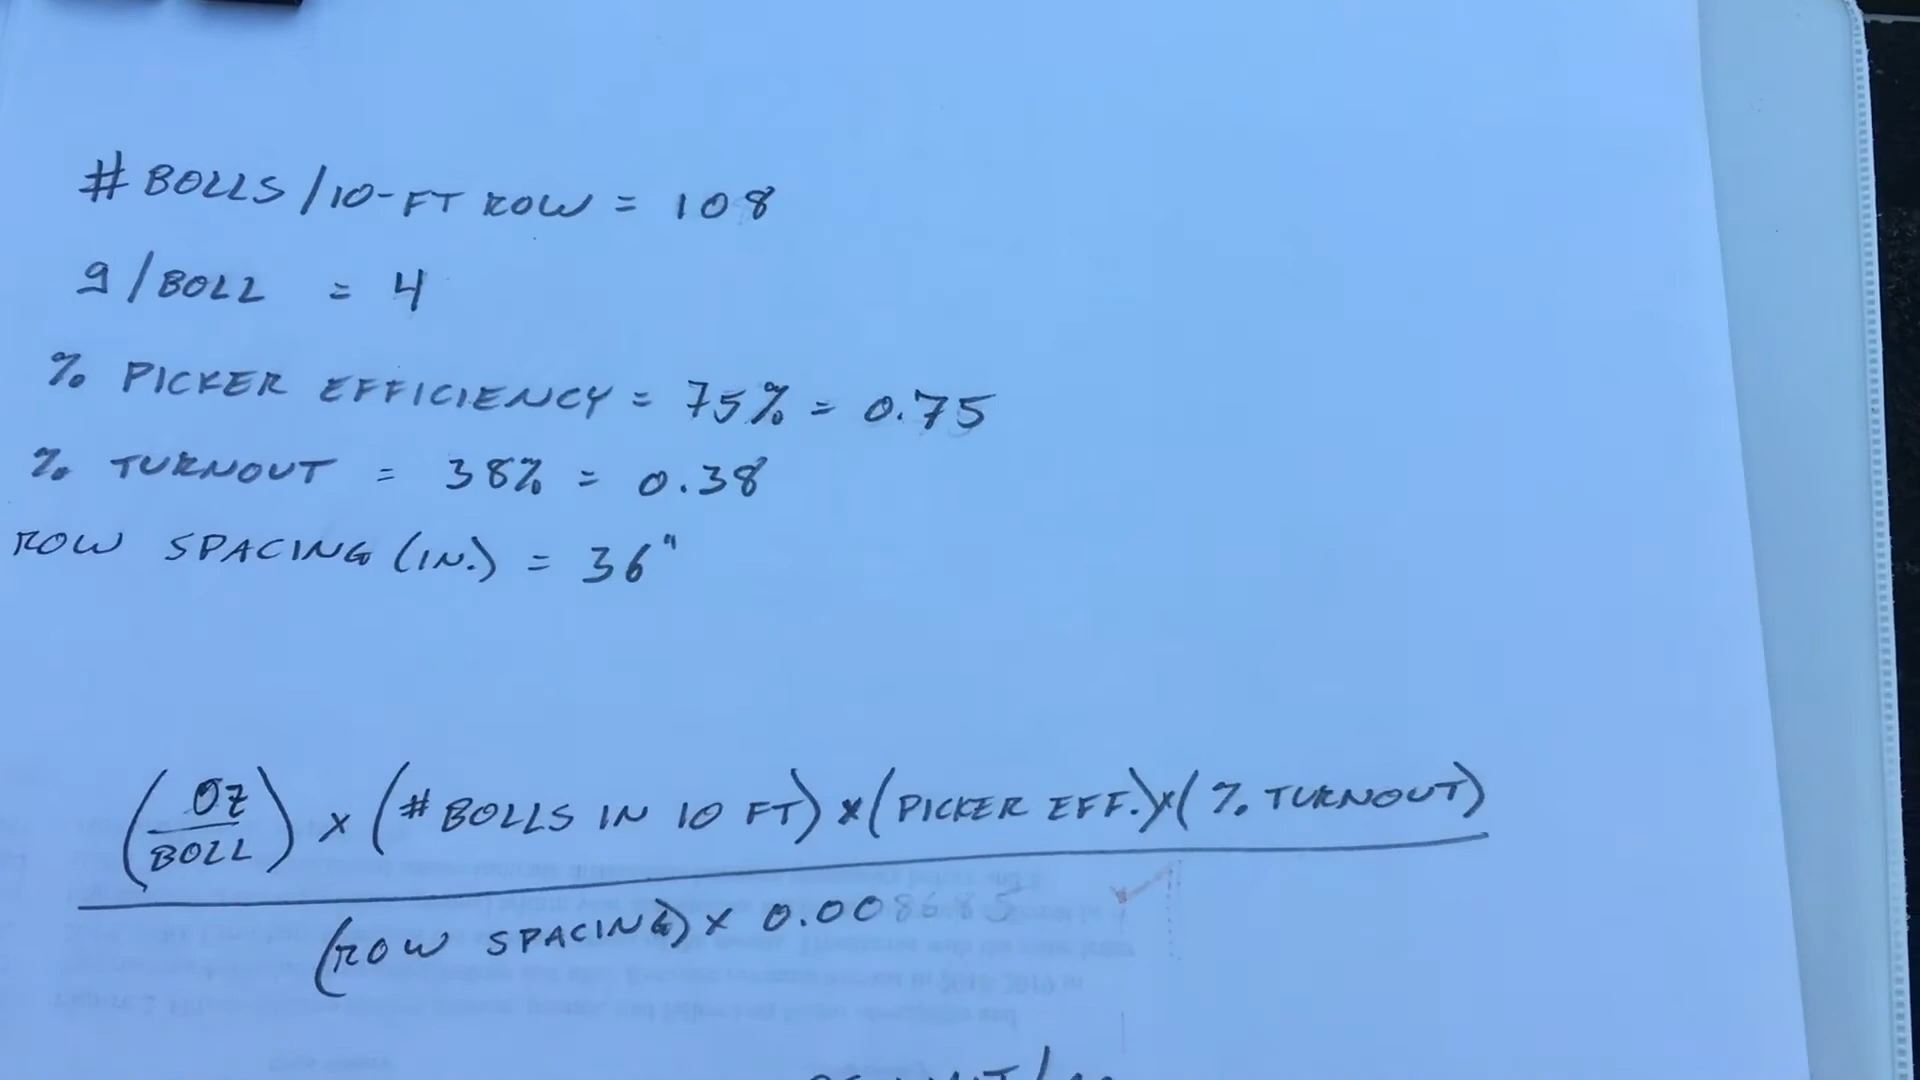 # BOLLS / 10-FT ROW = 108
g / BOLL = 4
% PICKER EFFICIENCY = 75% = 0.75
% TURNOUT = 38% = 0.38
ROW SPACING (IN.) = 36"
(OZ/BOLL) x (# BOLLS IN 10 FT) x (PICKER EFF.) x (% TURNOUT)
(ROW SPACING) x 0.008685